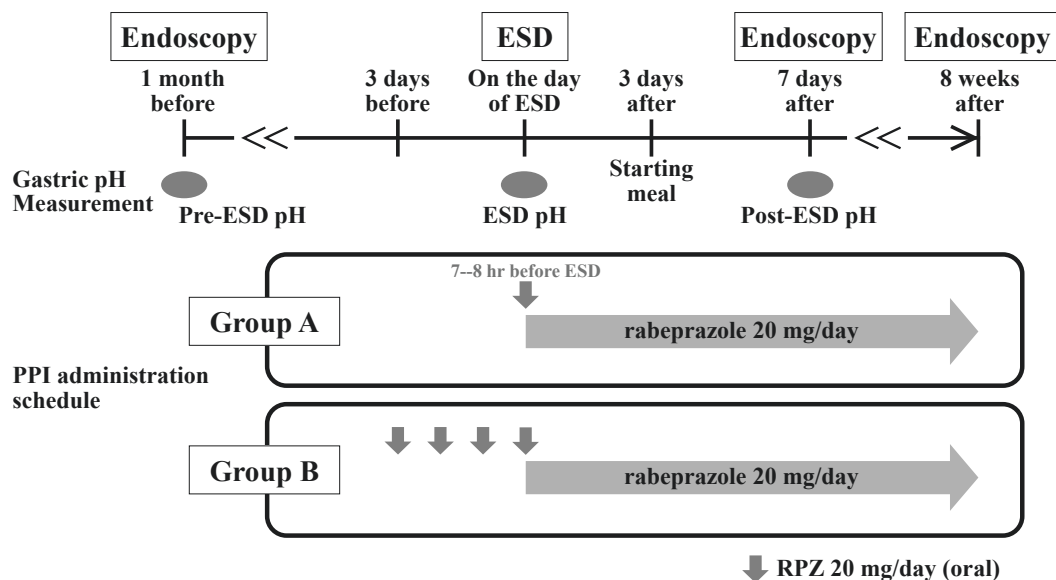 Endoscopy
ESD
Endoscopy
Endoscopy
1 month
before
3 days
before
On the day
of ESD
3 days
after
7 days
after
8 weeks
after
Starting
meal
Gastric pH
Measurement
Pre-ESD pH
ESD pH
Post-ESD pH
7--8 hr before ESD
Group A
rabeprazole 20 mg/day
PPI administration
schedule
Group B
rabeprazole 20 mg/day
RPZ 20 mg/day (oral)